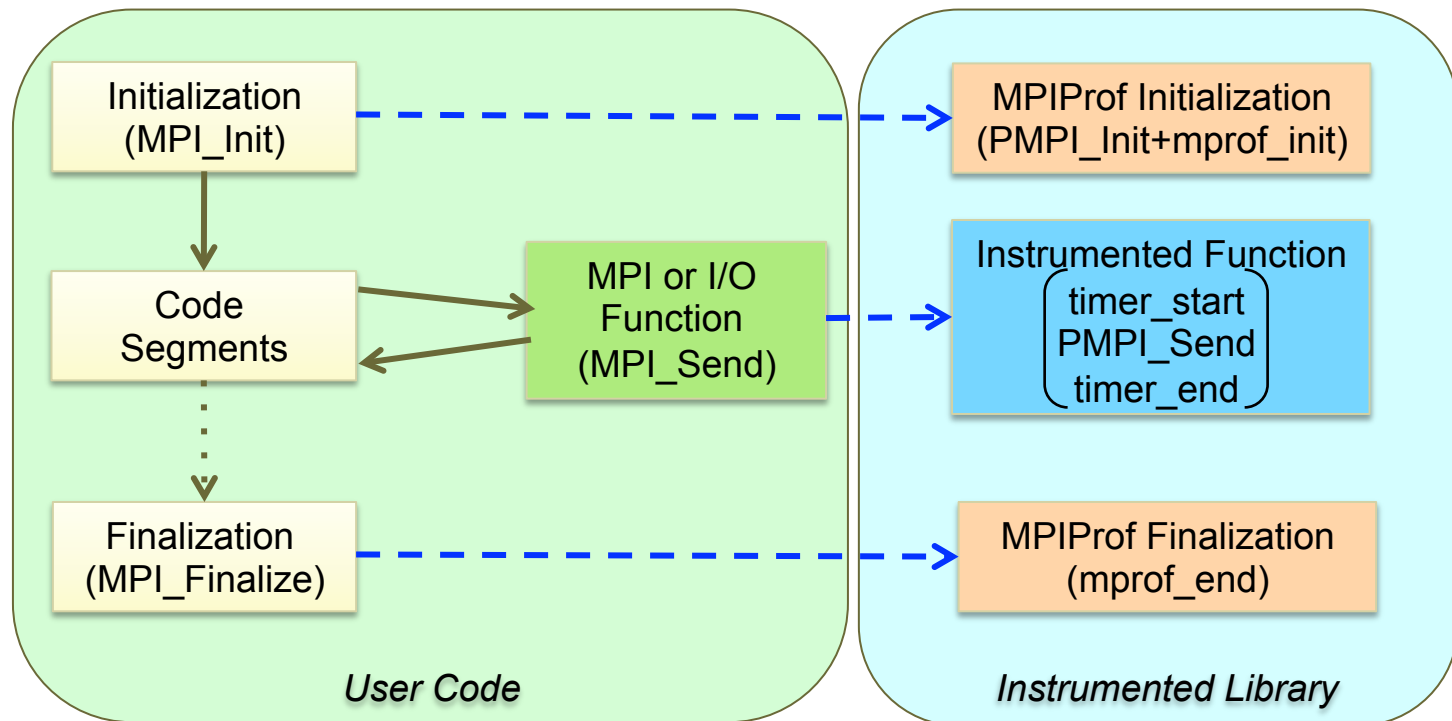 Initialization
(MPI_Init)
MPIProf Initialization
(PMPI_Init+mprof_init)
Code
Segments
MPI or I/O
Function
(MPI_Send)
Instrumented Function
timer_start
PMPI_Send
timer_end
Finalization
(MPI_Finalize)
MPIProf Finalization
(mprof_end)
User Code
Instrumented Library